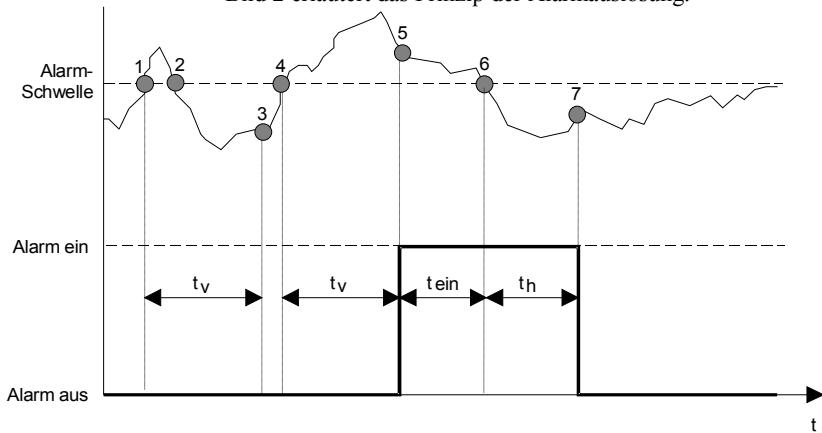 Bild 2 erläutert das Prinzip der Alarmauslösung.
5
1 2 4 6
Alarm-
Schwelle
7
3
Alarm ein
tv tv tein th
Alarm aus
t